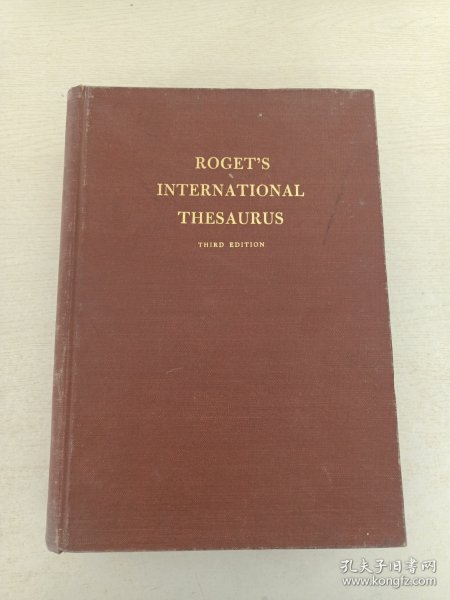 ROGET'S
INTERNATIONAL
THESAURUS
THIRD EDITION
孔夫子旧书网
www.kongfz.com